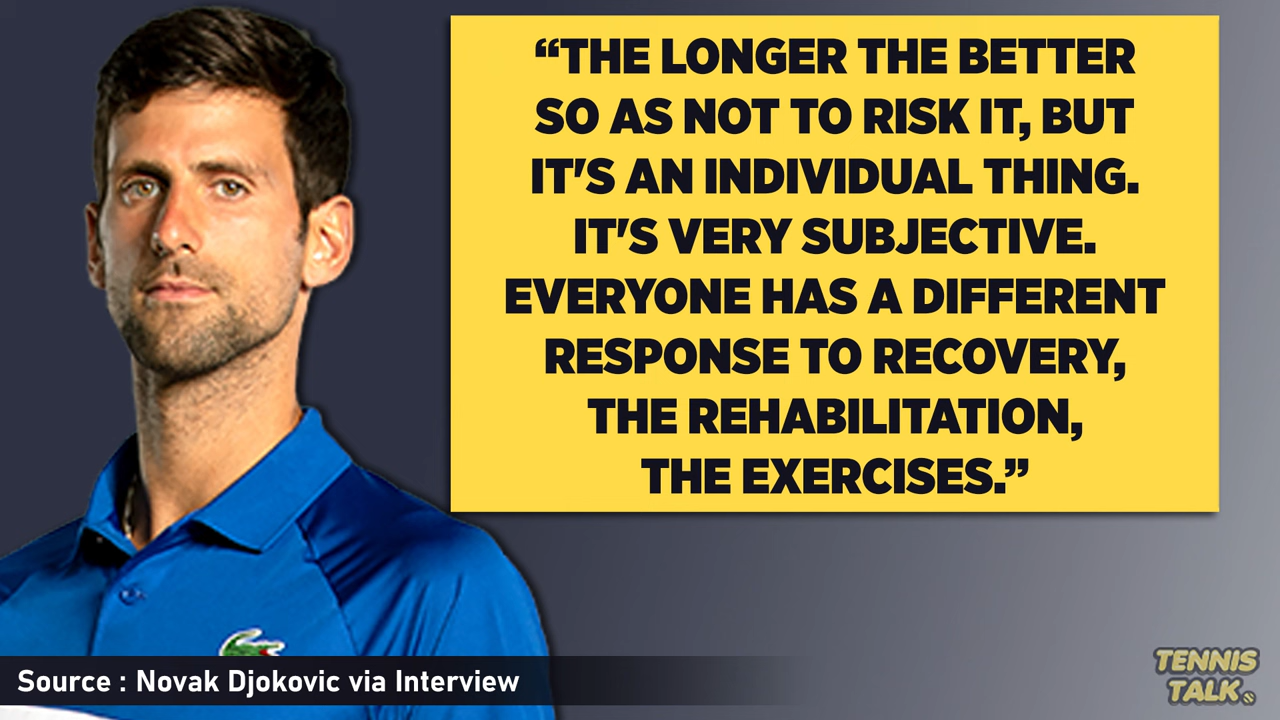 “THE LONGER THE BETTER
SO AS NOT TO RISK IT, BUT
IT'S AN INDIVIDUAL THING.
IT'S VERY SUBJECTIVE.
EVERYONE HAS A DIFFERENT
RESPONSE TO RECOVERY,
THE REHABILITATION,
THE EXERCISES.”
Source : Novak Djokovic via Interview
TENNIS
TALK